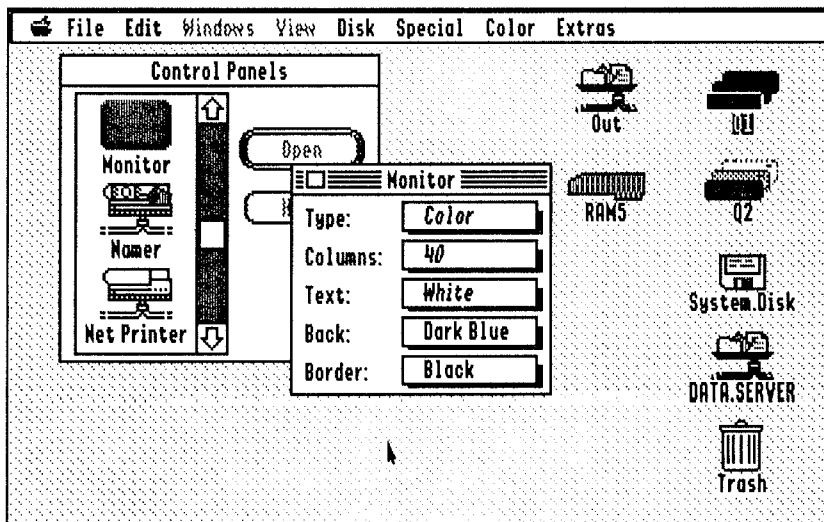 File Edit Windows View Disk Special Color Extras
Control Panels
Monitor
Namer
Net Printer
Open
Monitor
Type: Color
Columns: 40
Text: White
Back: Dark Blue
Border: Black
Out
RAM5
Q2
System.Disk
DATA.SERVER
Trash